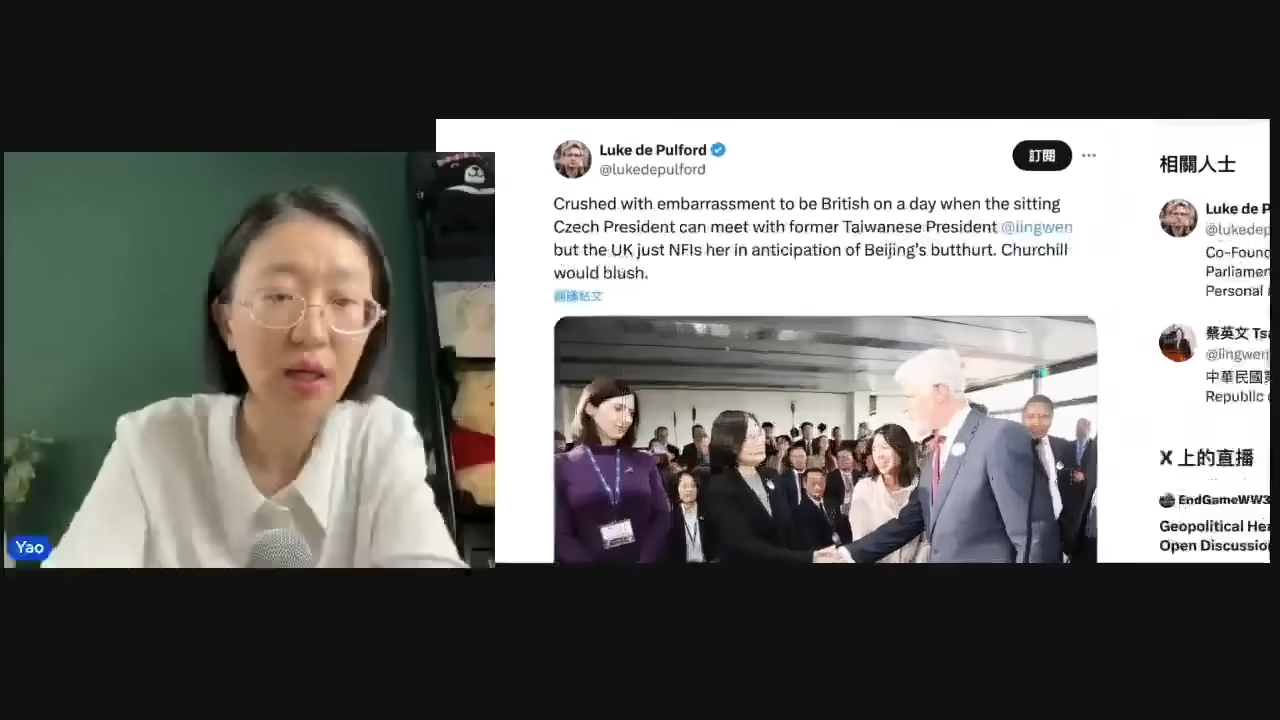 Yao
Luke de Pulford
@lukedepulford
訂閱
Crushed with embarrassment to be British on a day when the sitting
Czech President can meet with former Taiwanese President @iingwen
but the UK just NFIs her in anticipation of Beijing's butthurt. Churchill
would blush.
翻譯貼文
相關人士
Luke de P
@lukedep
Co-Found
Parliamen
Personal
蔡英文 Tsa
@iingwen
中華民國
Republic
X 上的直播
EndGameWW3
Geopolitical Hea
Open Discussio